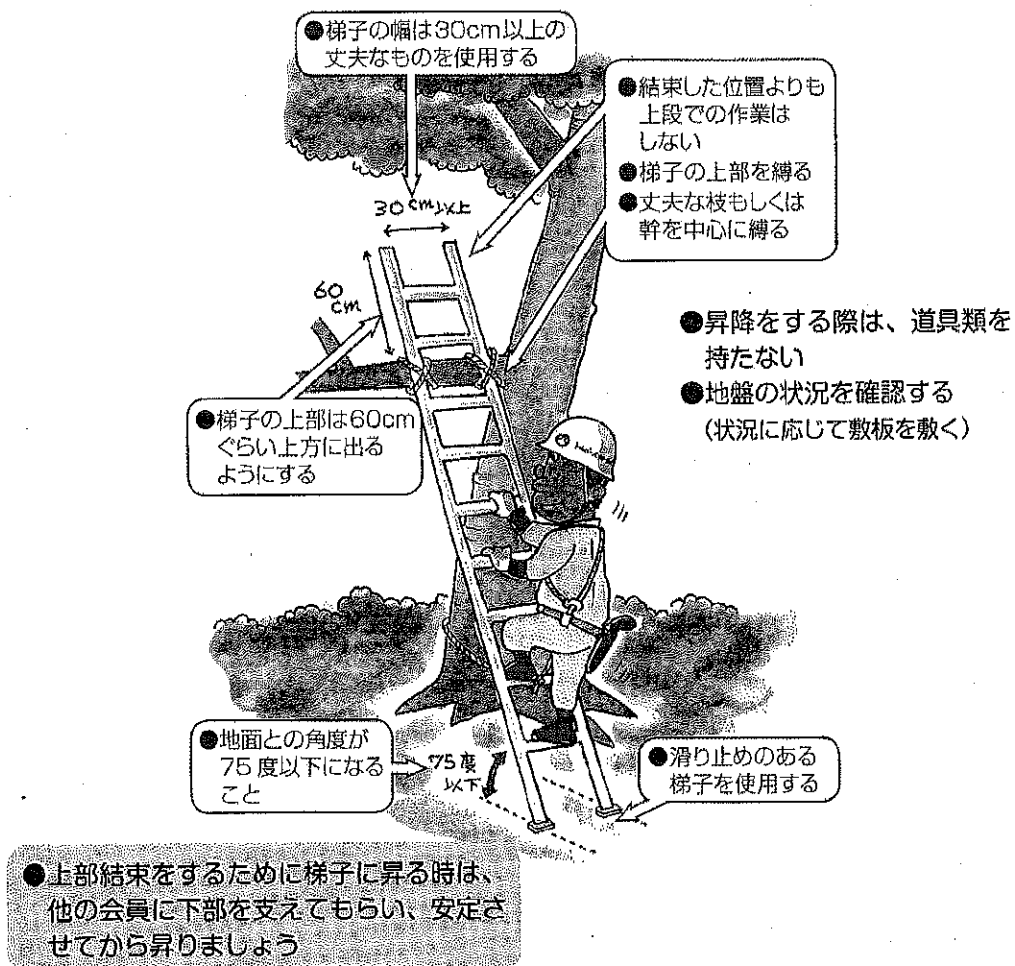 ●梯子の幅は30cm以上の
丈夫なものを使用する
●結束した位置よりも
上段での作業は
しない
●梯子の上部を縛る
●丈夫な枝もしくは
幹を中心に縛る
30cm以上
60
cm
●昇降をする際は、道具類を
持たない
●地盤の状況を確認する
(状況に応じて敷板を敷く)
●梯子の上部は60cm
ぐらい上方に出る
ようにする
●地面との角度が
75度以下になる
こと
75度
以下
●滑り止めのある
梯子を使用する
●上部結束をするために梯子に昇る時は、
他の会員に下部を支えてもらい、安定さ
せてから昇りましょう